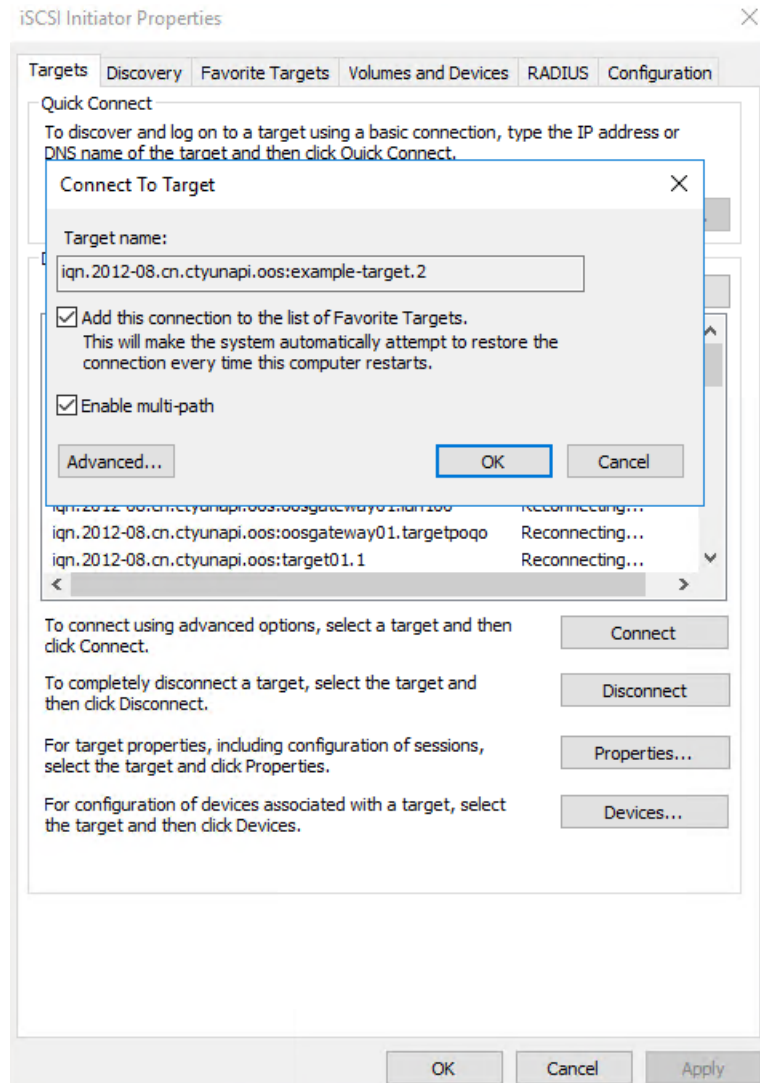 iSCSI Initiator Properties
Targets Discovery Favorite Targets Volumes and Devices RADIUS Configuration
Quick Connect
To discover and log on to a target using a basic connection, type the IP address or
DNS name of the target and then click Quick Connect.
Connect To Target
Target name:
iqn.2012-08.cn.ctyunapi.oos:example-target.2
Add this connection to the list of Favorite Targets.
This will make the system automatically attempt to restore the
connection every time this computer restarts.
Enable multi-path
Advanced...
OK
Cancel
iqn.2012-08.cn.ctyunapi.oos:oosgateway01.targetpoqo Reconnecting...
iqn.2012-08.cn.ctyunapi.oos:target01.1 Reconnecting...
To connect using advanced options, select a target and then
click Connect.
Connect
To completely disconnect a target, select the target and
then click Disconnect.
Disconnect
For target properties, including configuration of sessions,
select the target and click Properties.
Properties...
For configuration of devices associated with a target, select
the target and then click Devices.
Devices...
OK
Cancel
Apply